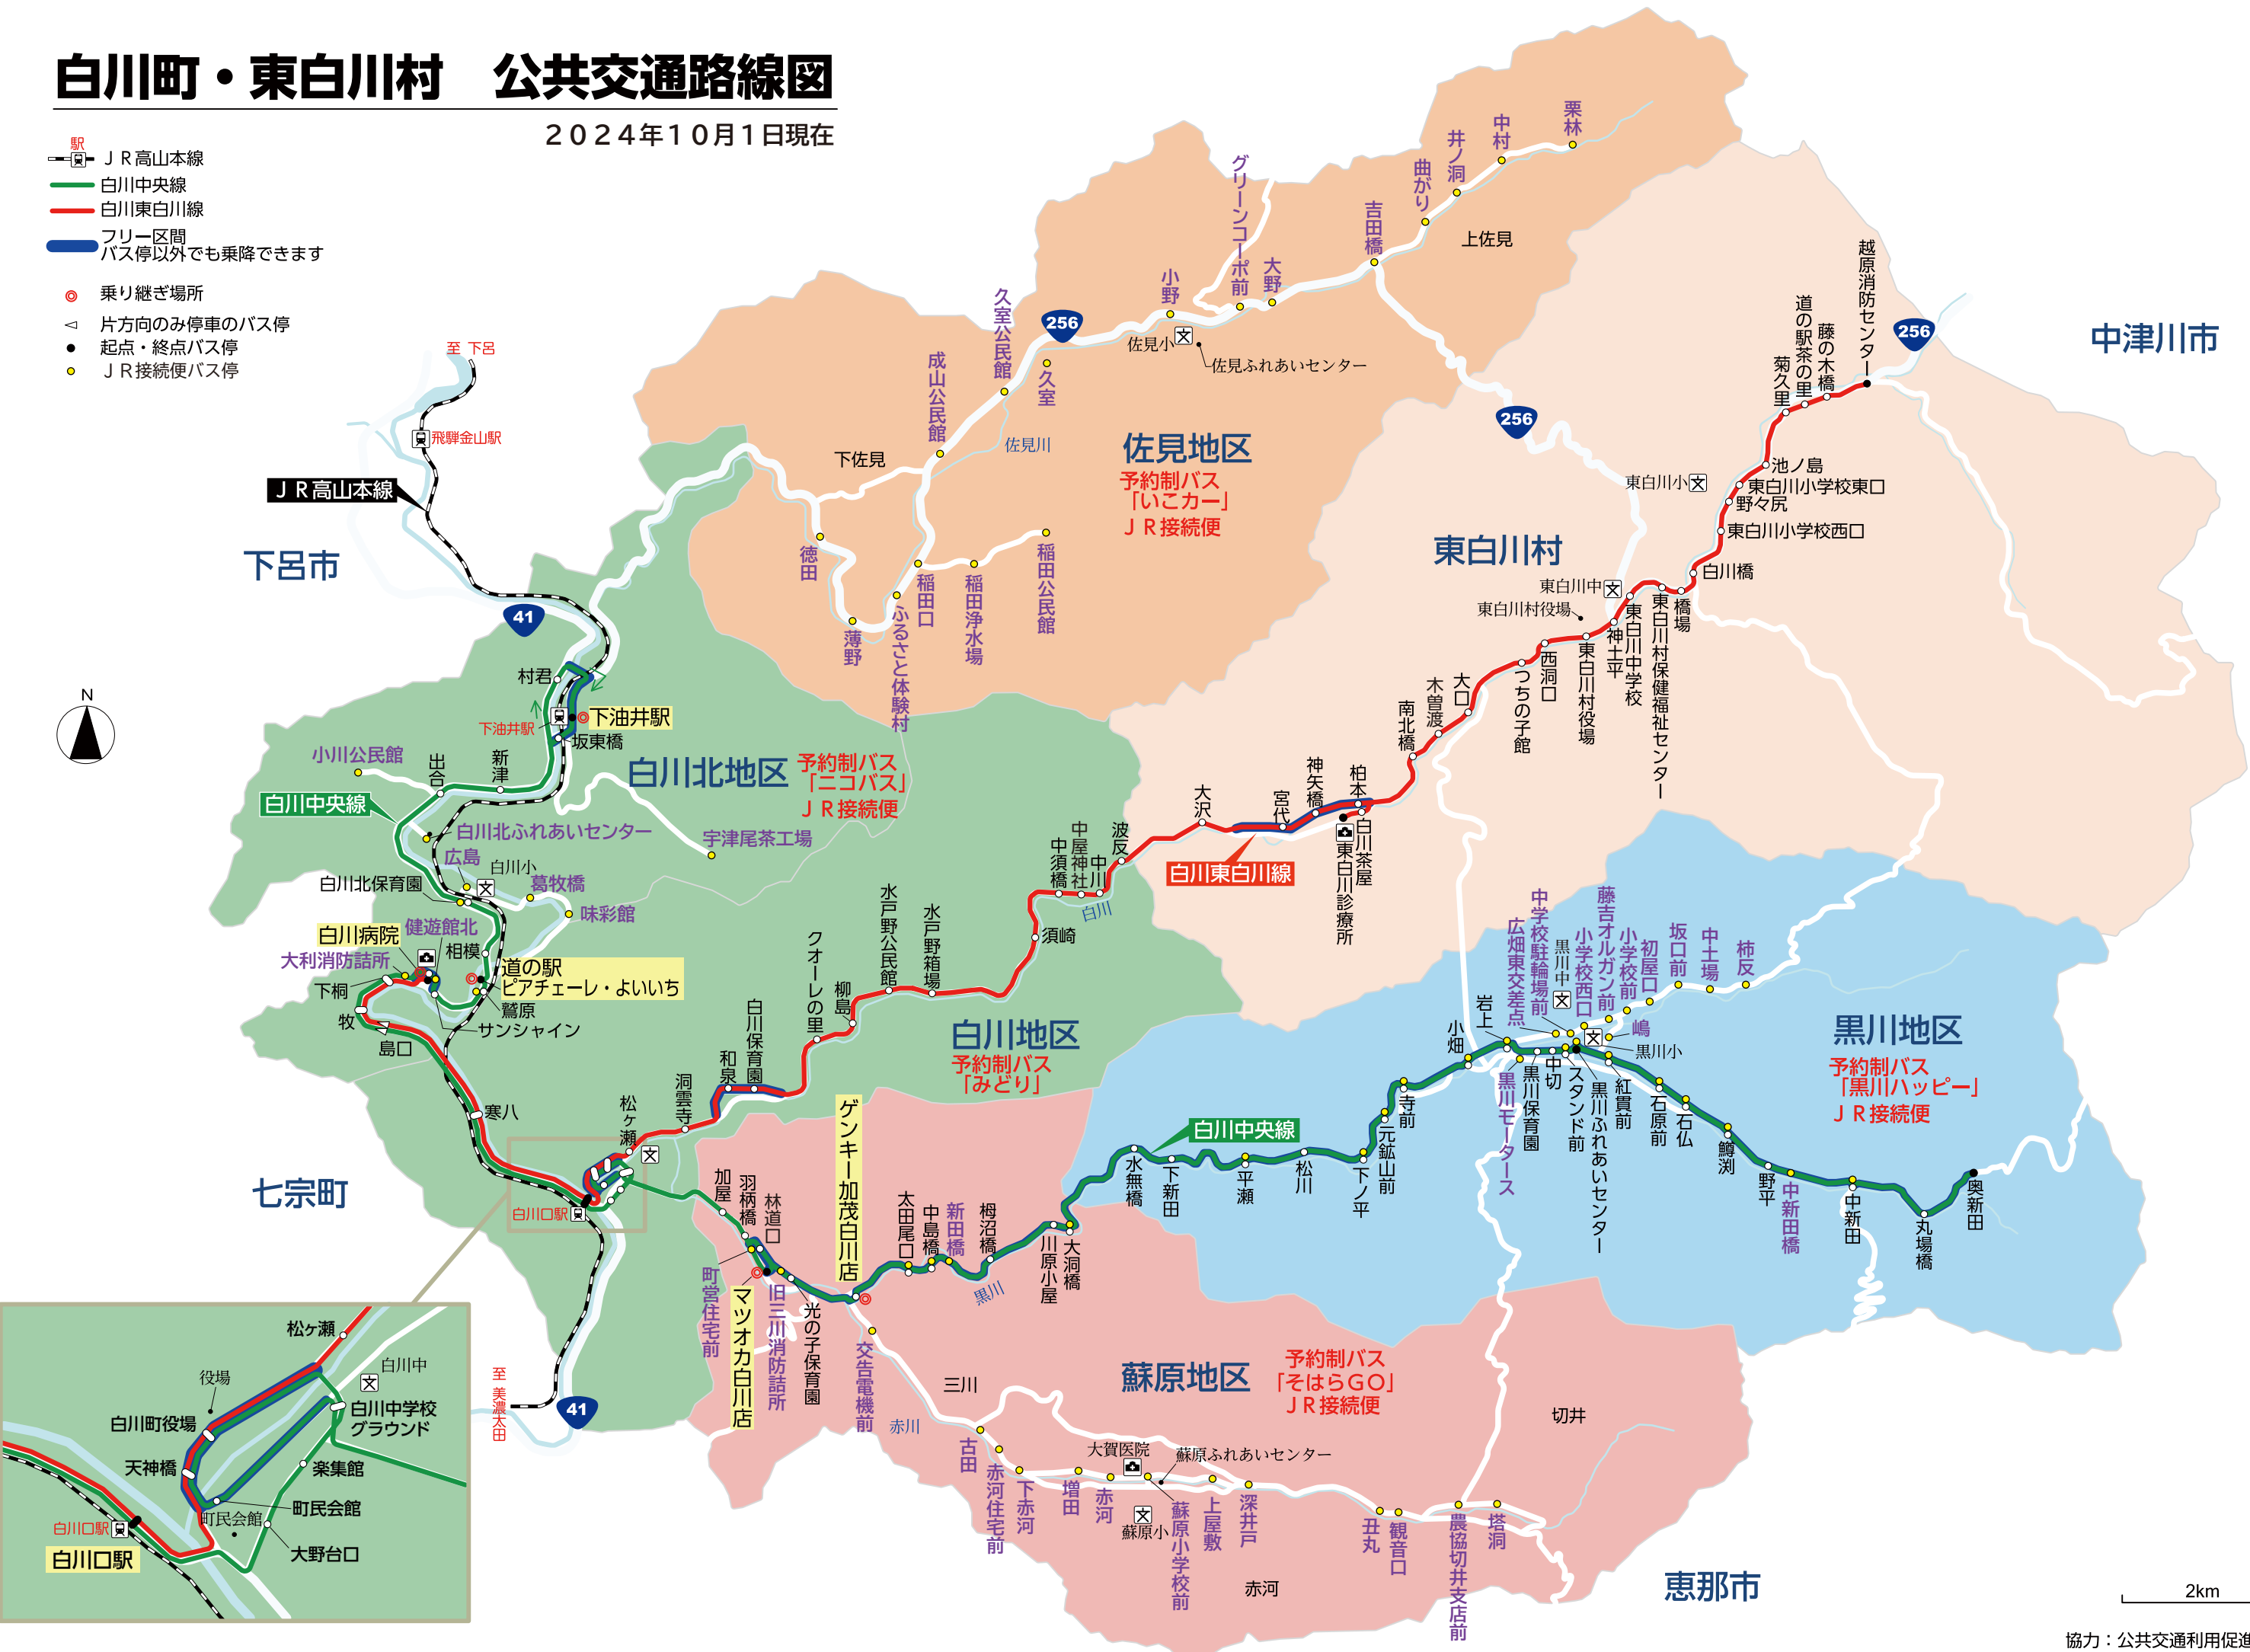 白川町・東白川村　公共交通路線図
２０２４年１０月１日現在
駅
ＪＲ高山本線
白川中央線
白川東白川線
フリー区間
バス停以外でも乗降できます
乗り継ぎ場所
片方向のみ停車のバス停
起点・終点バス停
ＪＲ接続便バス停
至 下呂
飛騨金山駅
ＪＲ高山本線
下呂市
41
N
村君
下油井駅
下油井駅
坂東橋
小川公民館
出合
新津
白川中央線
白川北ふれあいセンター
広島
白川小
白川北保育園
葛牧橋
味彩館
宇津尾茶工場
白川北地区
予約制バス
「ニコバス」
ＪＲ接続便
白川病院
健遊館北
相模
大利消防詰所
下桐
牧
島口
道の駅
ピアチェーレ・よいいち
鷲原
サンシャイン
寒八
七宗町
白川口駅
松ヶ瀬
洞雲寺
和泉
白川保育園
クオーレの里
柳島
水戸野公民館
水戸野箱場
須崎
中須橋
中屋神社
中川
波反
白川
白川地区
予約制バス
「みどり」
大沢
宮代
神矢橋
柏本
白川茶屋
東白川診療所
白川東白川線
南北橋
木曽渡
大口
つちの子館
西洞口
東白川村役場
神土平
東白川中学校
東白川村保健福祉センター
橋場
白川橋
東白川村役場
東白川中
東白川小
東白川小学校西口
野々尻
東白川小学校東口
池ノ島
菊久里
道の駅茶の里
藤の木橋
越原消防センター
256
中津川市
東白川村
256
佐見地区
予約制バス
「いこカー」
ＪＲ接続便
上佐見
栗林
中村
井ノ洞
曲がり
吉田橋
大野
グリーンコーポ前
小野
佐見小
佐見ふれあいセンター
256
久室公民館
久室
成山公民館
佐見川
下佐見
徳田
薄野
ふるさと体験村
稲田口
稲田浄水場
稲田公民館
黒川地区
予約制バス
「黒川ハッピー」
ＪＲ接続便
小畑
岩上
広畑東交差点
中学校駐輪場前
黒川中
小学校西口
藤吉オルガン前
小学校前
初屋口
坂口前
中土場
柿反
嶋
黒川小
黒川モータース
黒川保育園
中切
スタンド前
黒川ふれあいセンター
紅貫前
石原前
石仏
鱒渕
野平
中新田橋
中新田
丸場橋
奥新田
寺前
元鉱山前
下ノ平
松川
平瀬
下新田
水無橋
白川中央線
大洞橋
川原小屋
栂沼橋
新田橋
中島橋
太田尾口
黒川
ゲンキー加茂白川店
加屋
羽柄橋
林道口
町営住宅前
マツオカ白川店
旧三川消防詰所
光の子保育園
交告電機前
三川
赤川
蘇原地区
予約制バス
「そはらＧＯ」
ＪＲ接続便
切井
古田
赤河住宅前
下赤河
増田
赤河
大賀医院
蘇原ふれあいセンター
蘇原小
蘇原小学校前
上屋敷
深井戸
赤河
丑丸
観音口
農協切井支店前
塔洞
恵那市
至 美濃太田
41
松ヶ瀬
役場
白川中
白川町役場
白川中学校
グラウンド
天神橋
楽集館
町民会館
町民会館
白川口駅
白川口駅
大野台口
2km
協力：公共交通利用促進